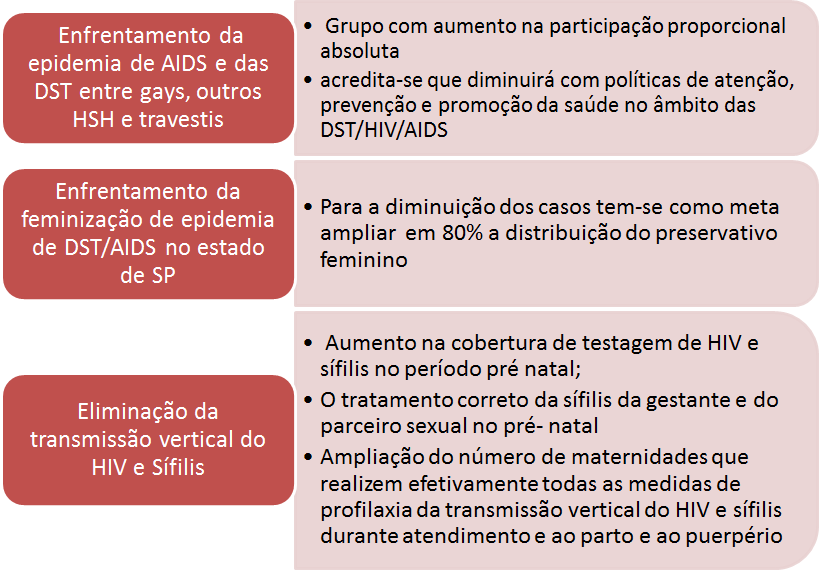 Enfrentamento da
epidemia de AIDS e das
DST entre gays, outros
HSH e travestis
• Grupo com aumento na participação proporcional
absoluta
• acredita-se que diminuirá com políticas de atenção,
prevenção e promoção da saúde no âmbito das
DST/HIV/AIDS
Enfrentamento da
feminização de epidemia
de DST/AIDS no estado
de SP
• Para a diminuição dos casos tem-se como meta
ampliar em 80% a distribuição do preservativo
feminino
Eliminação da
transmissão vertical do
HIV e Sífilis
• Aumento na cobertura de testagem de HIV e
sífilis no período pré natal;
• O tratamento correto da sífilis da gestante e do
parceiro sexual no pré- natal
• Ampliação do número de maternidades que
realizem efetivamente todas as medidas de
profilaxia da transmissão vertical do HIV e sífilis
durante atendimento e ao parto e ao puerpério